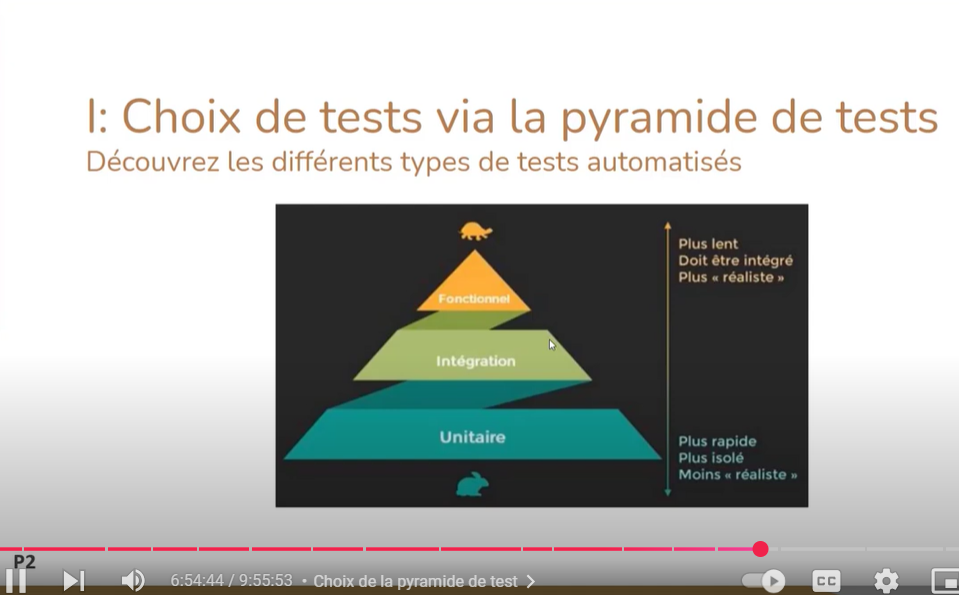 I: Choix de tests via la pyramide de tests
Découvrez les différents types de tests automatisés
Fonctionnel
Intégration
Unitaire
Plus lent
Doit être intégré
Plus « réaliste »
Plus rapide
Plus isolé
Moins « réaliste »
P2
6:54:44 / 9:55:53 • Choix de la pyramide de test
CC